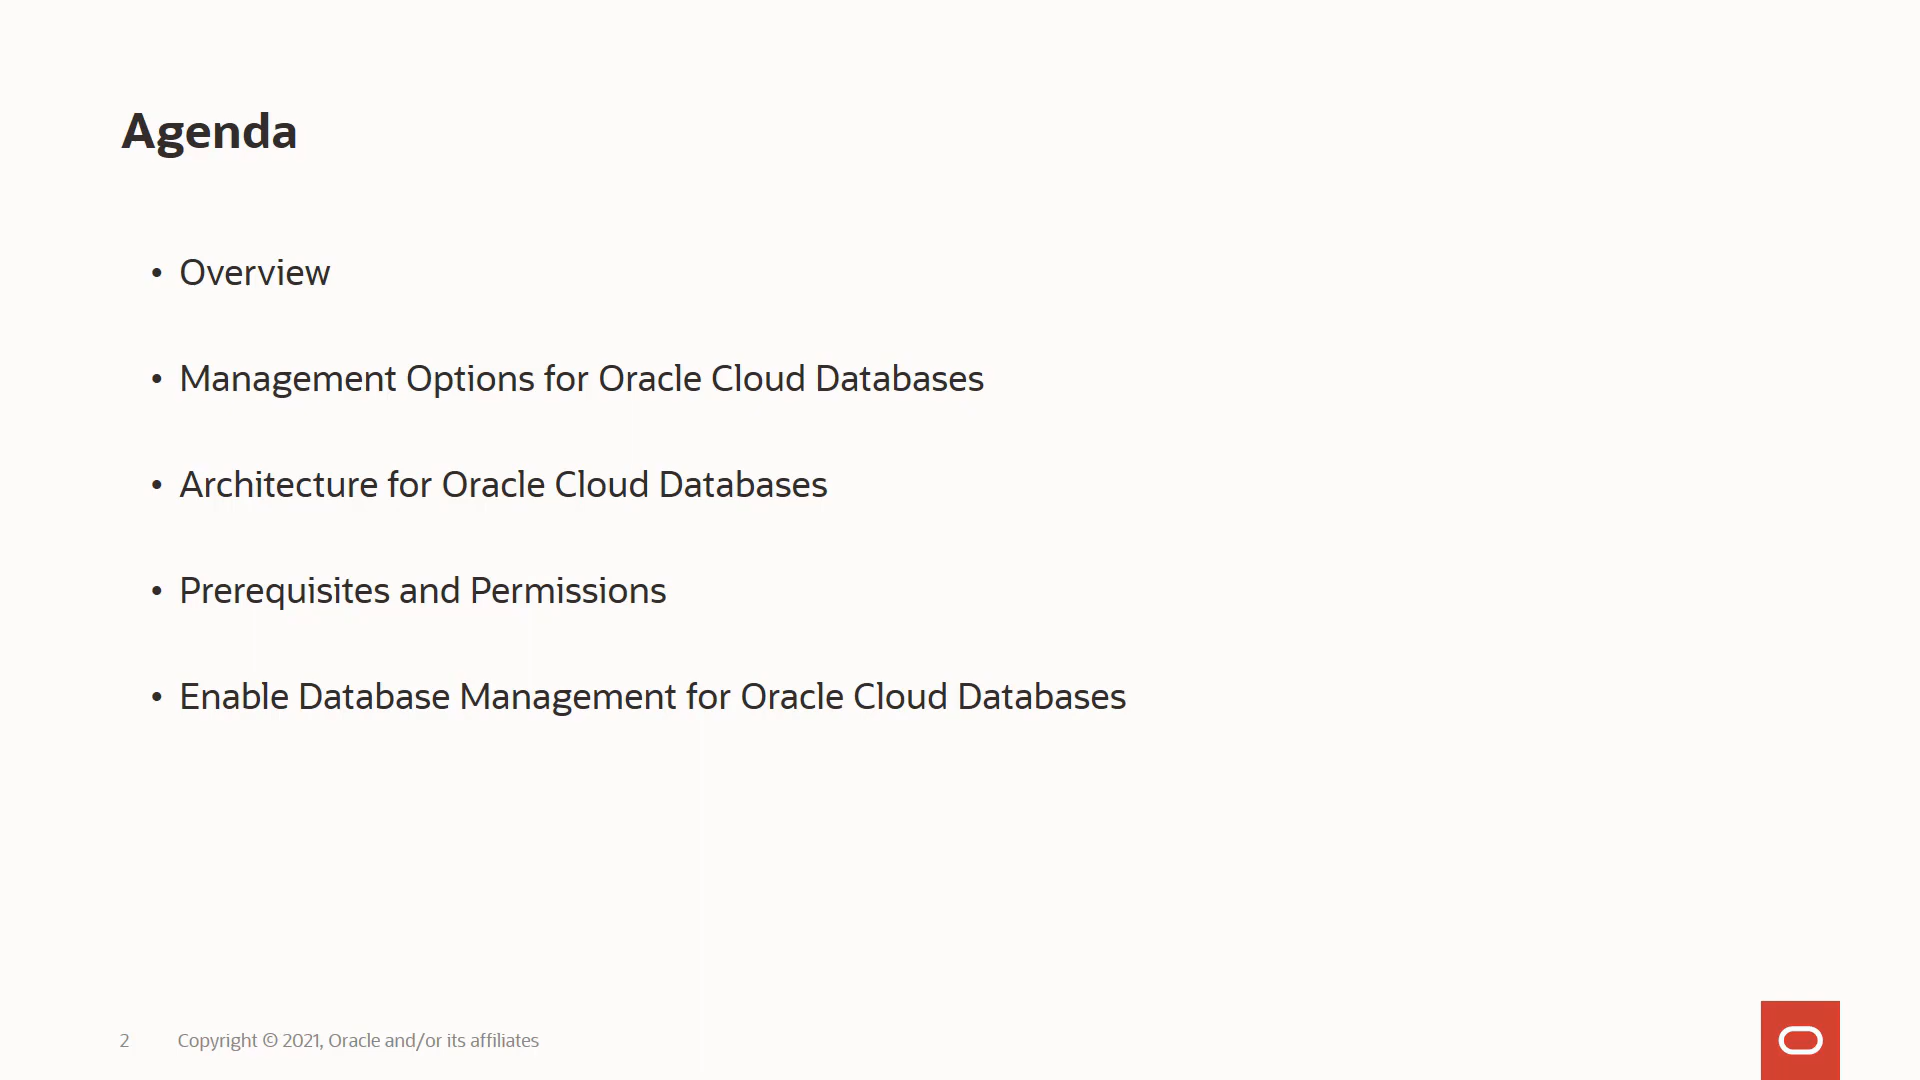 Agenda
• Overview
• Management Options for Oracle Cloud Databases
• Architecture for Oracle Cloud Databases
• Prerequisites and Permissions
• Enable Database Management for Oracle Cloud Databases
2 Copyright © 2021, Oracle and/or its affiliates